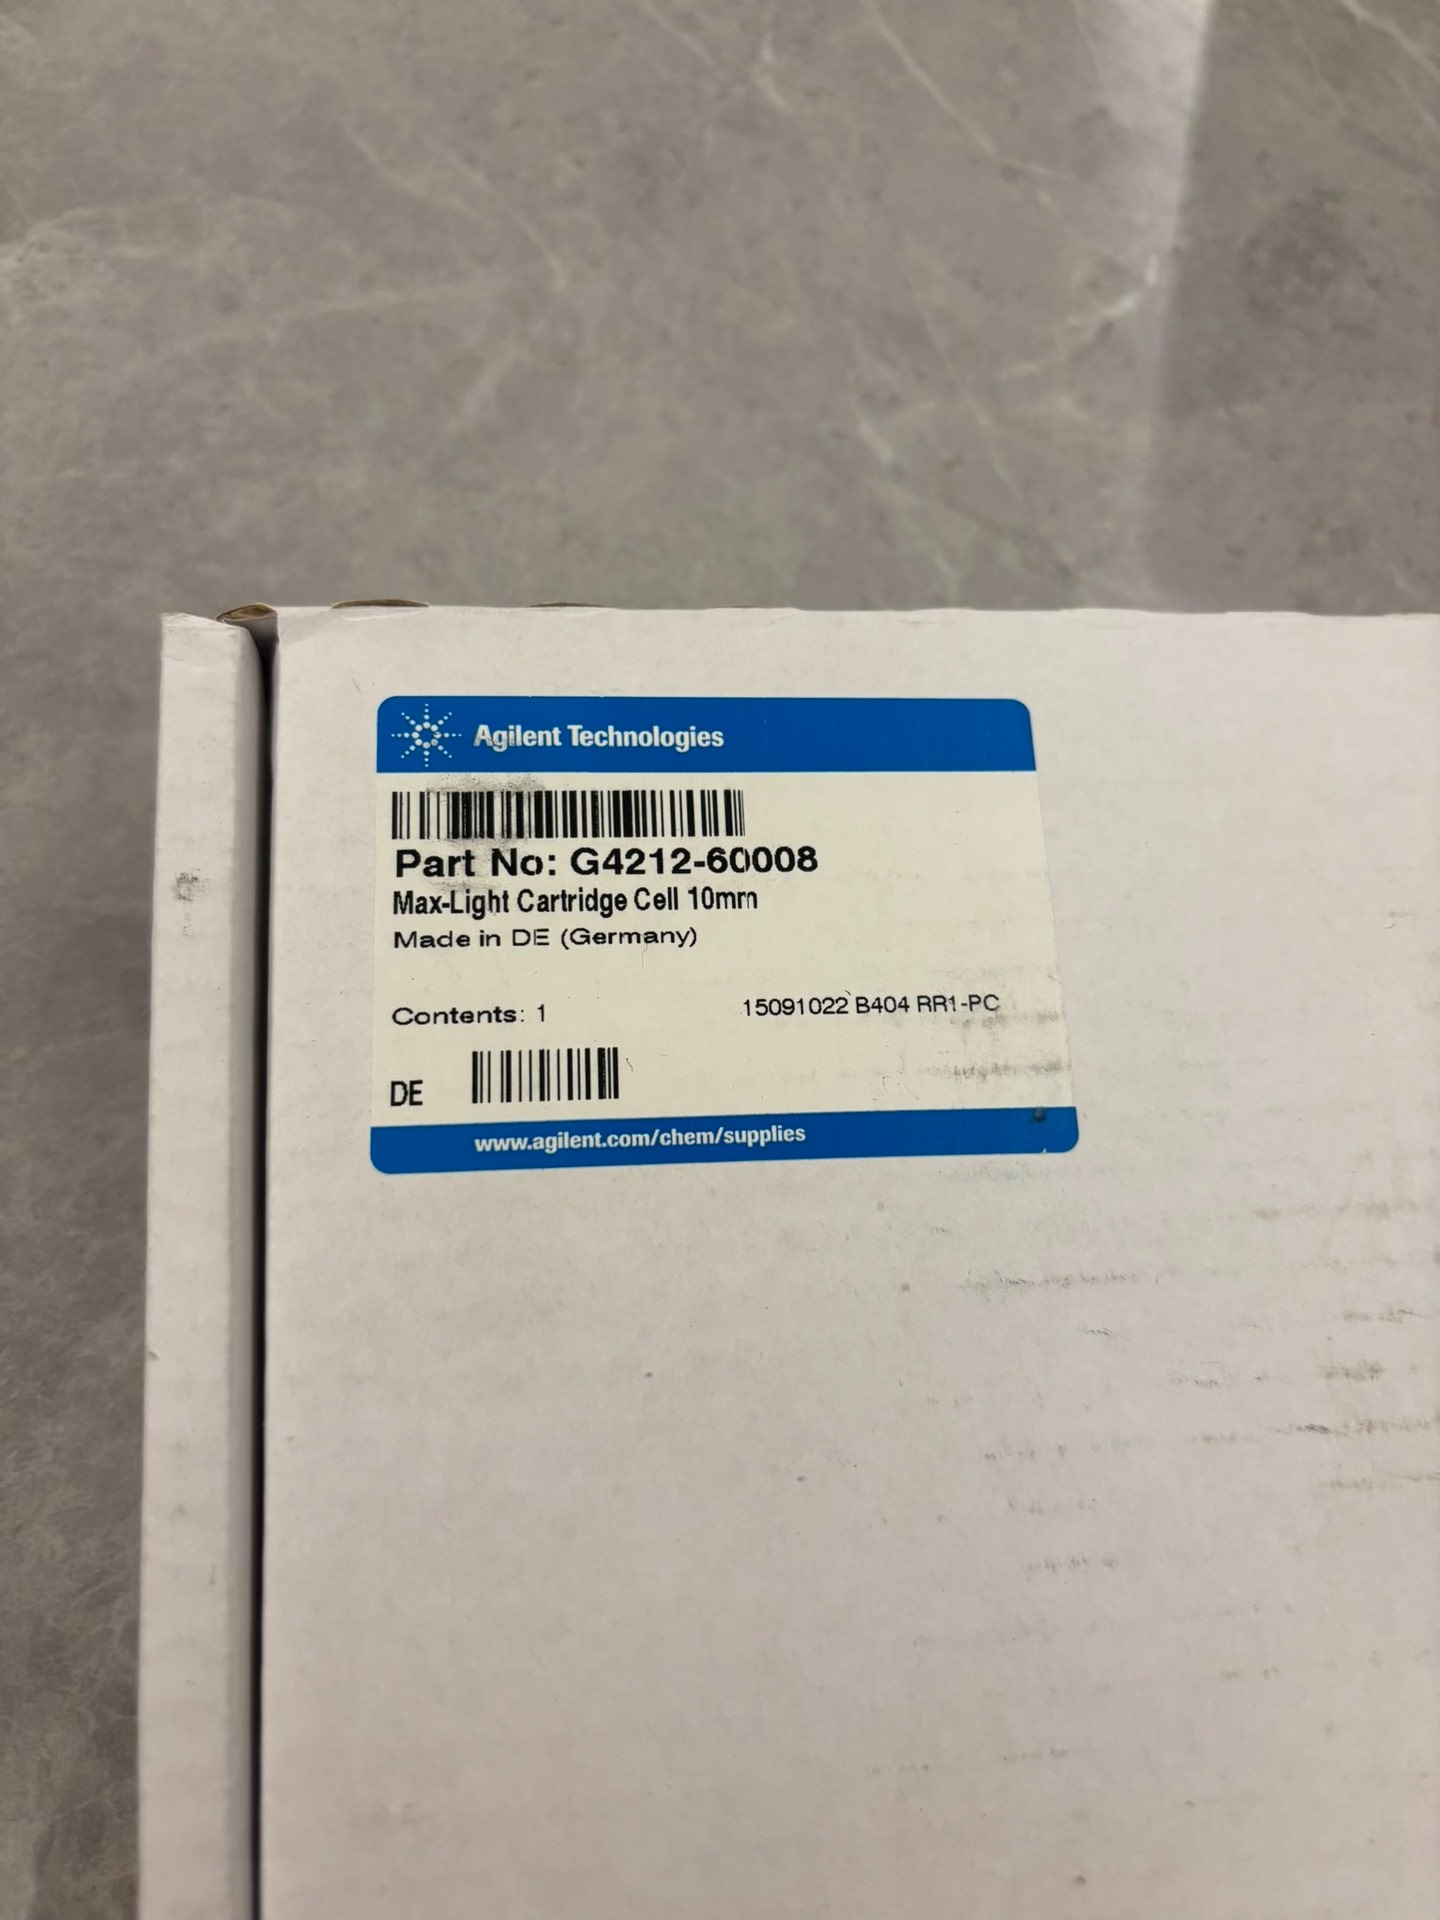 Agilent Technologies
Part No: G4212-60008
Max-Light Cartridge Cell 10mm
Made in DE (Germany)
Contents: 1
15091022 B404 RR1-PC
DE
www.agilent.com/chem/supplies